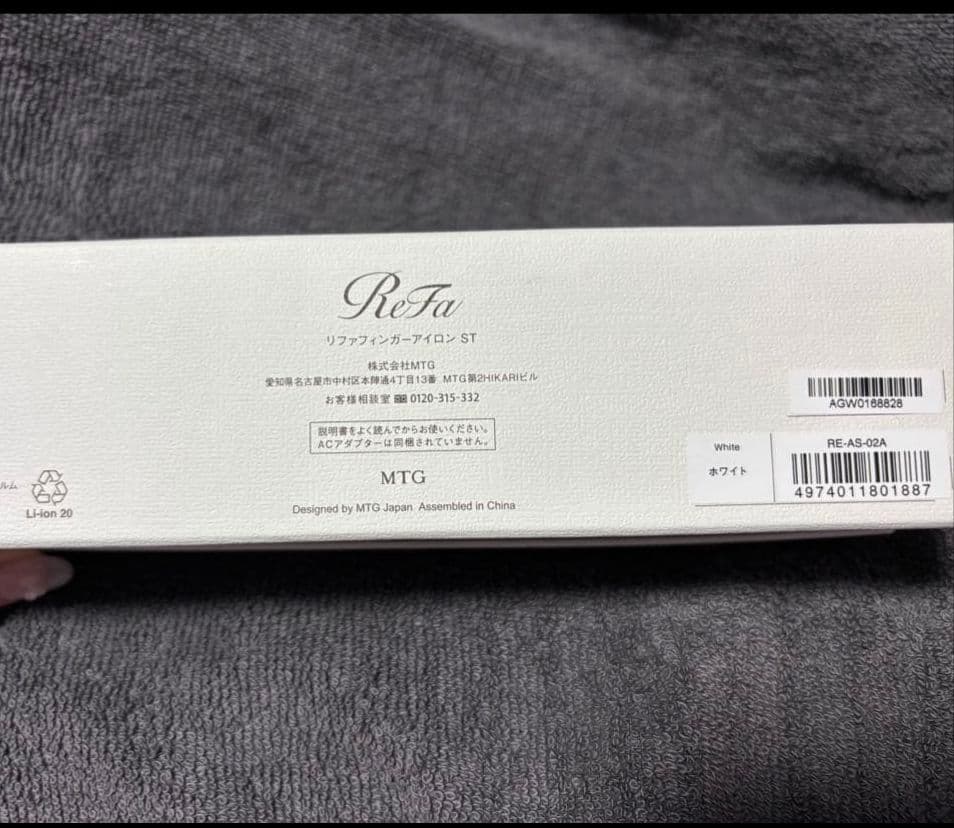 ReFa
リファフィンガーアイロン ST
株式会社MTG
愛知県名古屋市中村区本陣通4丁目13番 MTG第2HIKARIビル
お客様相談室 0120-315-332
説明書をよく読んでからお使いください。
ACアダプターは同梱されていません。
MTG
Designed by MTG Japan Assembled in China
ルム
Li-ion 20
AGW0168828
White
ホワイト
RE-AS-02A
4974011801887